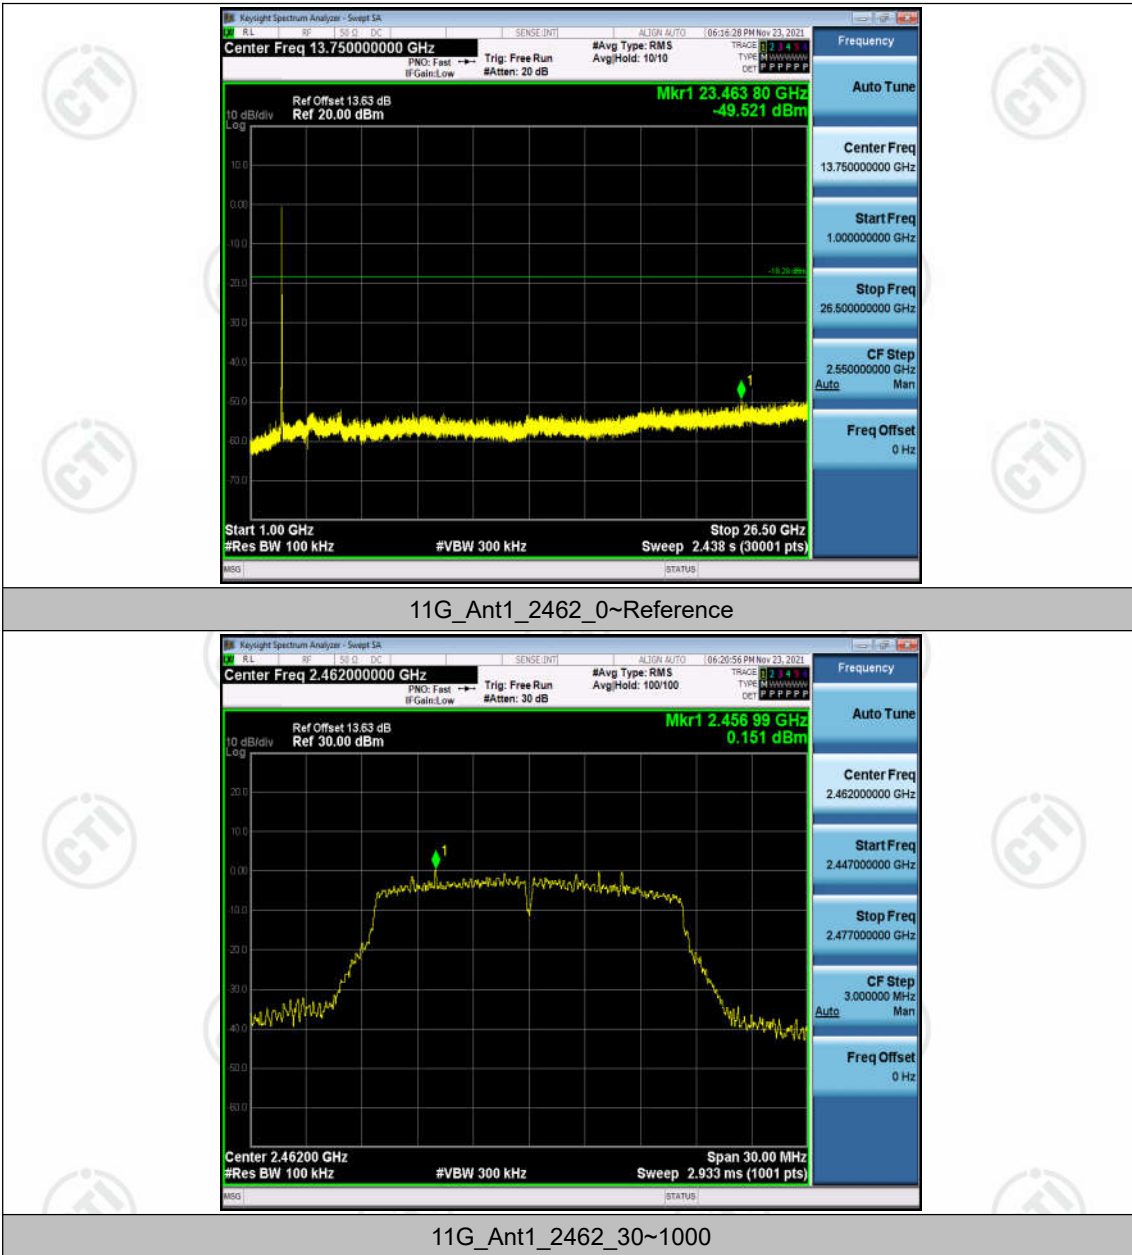 Keysight Spectrum Analyzer - Swept SA
RL RF 50 Ω DC SENSE:INT ALIGN AUTO 06:16:28 PM Nov 23, 2021
Center Freq 13.750000000 GHz
PNO: Fast
IFGain:Low
Trig: Free Run
#Atten: 20 dB
#Avg Type: RMS
Avg|Hold: 10/10
TRACE 1 2 3 4 5 6
TYPE M WWWWW
DET P P P P P P
Frequency
Mkr1 23.463 80 GHz
-49.521 dBm
Ref Offset 13.63 dB
10 dB/div Ref 20.00 dBm
Log
10.0
0.00
-10.0
-20.0
-30.0
-40.0
-50.0
-60.0
-70.0
1
Start 1.00 GHz Stop 26.50 GHz
#Res BW 100 kHz #VBW 300 kHz Sweep 2.438 s (30001 pts)
MSG STATUS
Auto Tune
Center Freq
13.750000000 GHz
Start Freq
1.000000000 GHz
Stop Freq
26.500000000 GHz
CF Step
2.550000000 GHz
Auto Man
Freq Offset
0 Hz
11G_Ant1_2462_0~Reference
Keysight Spectrum Analyzer - Swept SA
RL RF 50 Ω DC SENSE:INT ALIGN AUTO 06:20:56 PM Nov 23, 2021
Center Freq 2.462000000 GHz
PNO: Fast
IFGain:Low
Trig: Free Run
#Atten: 30 dB
#Avg Type: RMS
Avg|Hold: 100/100
TRACE 1 2 3 4 5 6
TYPE M WWWWW
DET P P P P P P
Frequency
Mkr1 2.456 99 GHz
0.151 dBm
Ref Offset 13.63 dB
10 dB/div Ref 30.00 dBm
Log
20.0
10.0
0.00
-10.0
-20.0
-30.0
-40.0
-50.0
-60.0
1
Center 2.46200 GHz Span 30.00 MHz
#Res BW 100 kHz #VBW 300 kHz Sweep 2.933 ms (1001 pts)
MSG STATUS
Auto Tune
Center Freq
2.462000000 GHz
Start Freq
2.447000000 GHz
Stop Freq
2.477000000 GHz
CF Step
3.000000 MHz
Auto Man
Freq Offset
0 Hz
11G_Ant1_2462_30~1000
CTI
CTI
CTI
CTI
CTI
CTI